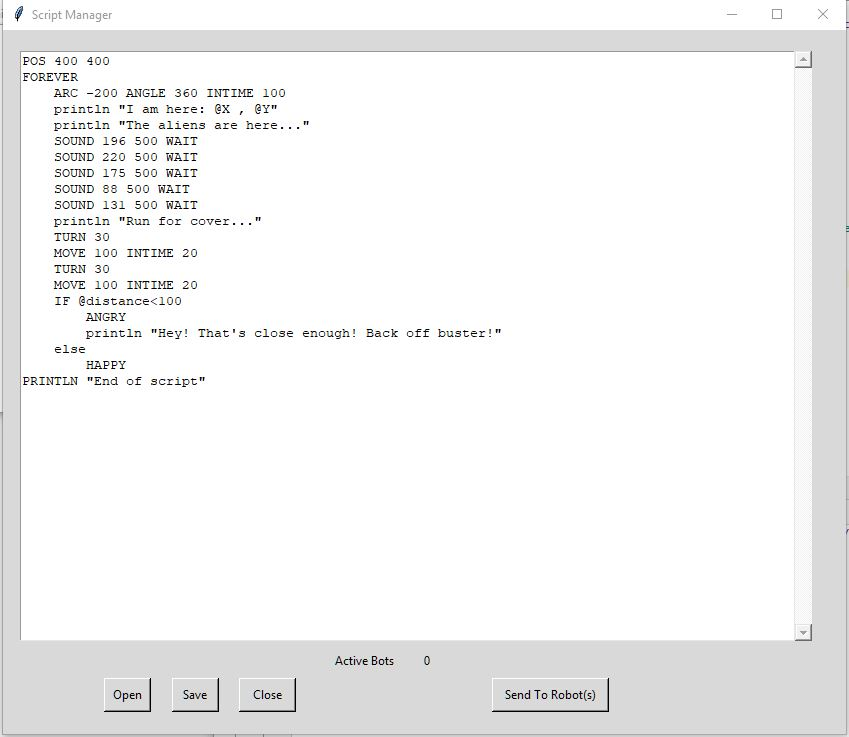 Script Manager
POS 400 400
FOREVER
    ARC -200 ANGLE 360 INTIME 100
    println "I am here: @X , @Y"
    println "The aliens are here..."
    SOUND 196 500 WAIT
    SOUND 220 500 WAIT
    SOUND 175 500 WAIT
    SOUND 88 500 WAIT
    SOUND 131 500 WAIT
    println "Run for cover..."
    TURN 30
    MOVE 100 INTIME 20
    TURN 30
    MOVE 100 INTIME 20
    IF @distance<100
        ANGRY
        println "Hey! That's close enough! Back off buster!"
    else
        HAPPY
PRINTLN "End of script"
Active Bots 0
Open Save Close Send To Robot(s)